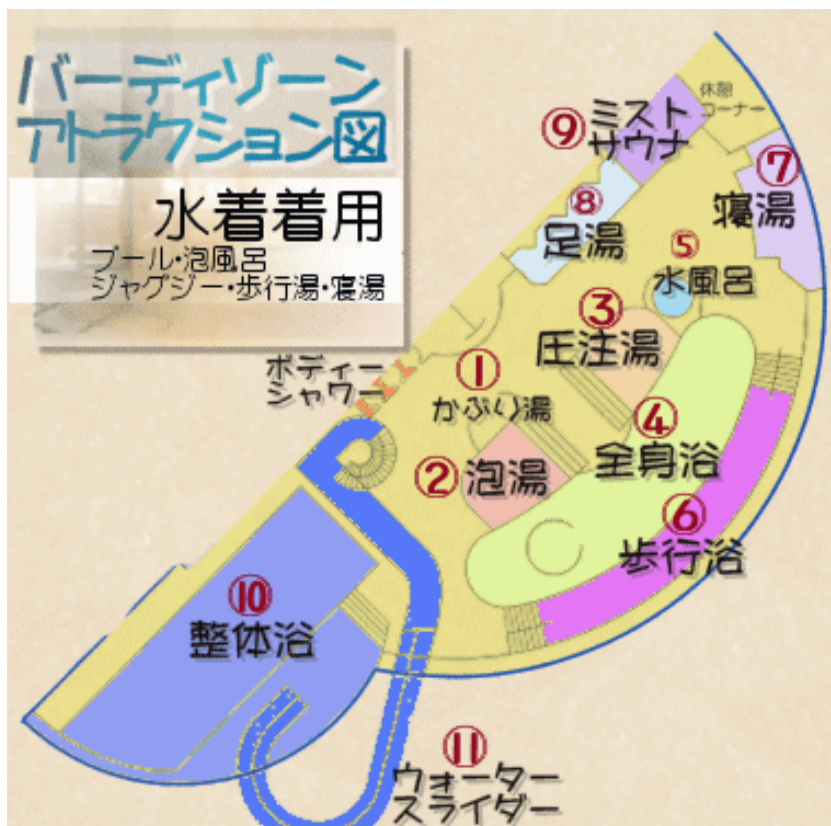 バーディゾーン
アトラクション図
水着着用
プール・泡風呂
ジャグジー・歩行湯・寝湯
休憩
コーナー
⑨ミスト
サウナ
⑦
寝湯
⑧
足湯
⑤
水風呂
③
圧注湯
ボディー
シャワー
①
かぶり湯
④
全身浴
②泡湯
⑥
歩行浴
⑩
整体浴
⑪
ウォーター
スライダー